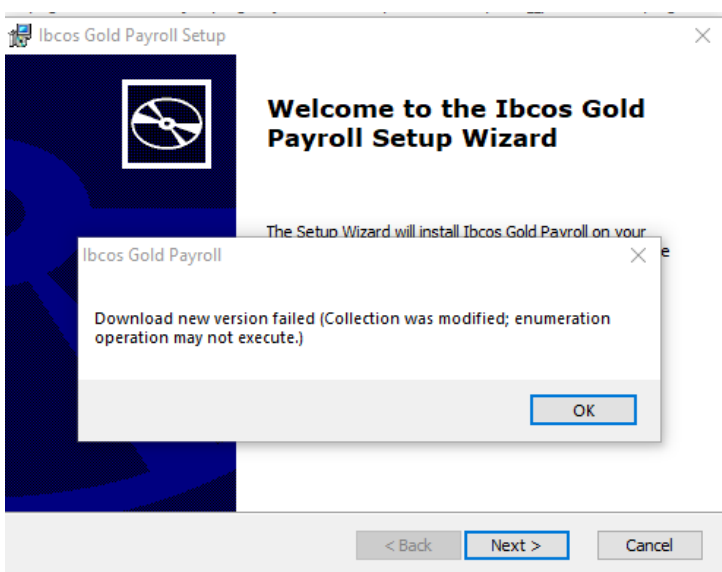 Ibcos Gold Payroll Setup
Welcome to the Ibcos Gold
Payroll Setup Wizard
The Setup Wizard will install Ibcos Gold Payroll on your
Ibcos Gold Payroll
Download new version failed (Collection was modified; enumeration
operation may not execute.)
OK
< Back
Next >
Cancel